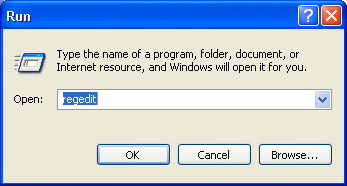 Run
Type the name of a program, folder, document, or
Internet resource, and Windows will open it for you.
Open: regedit
OK Cancel Browse...